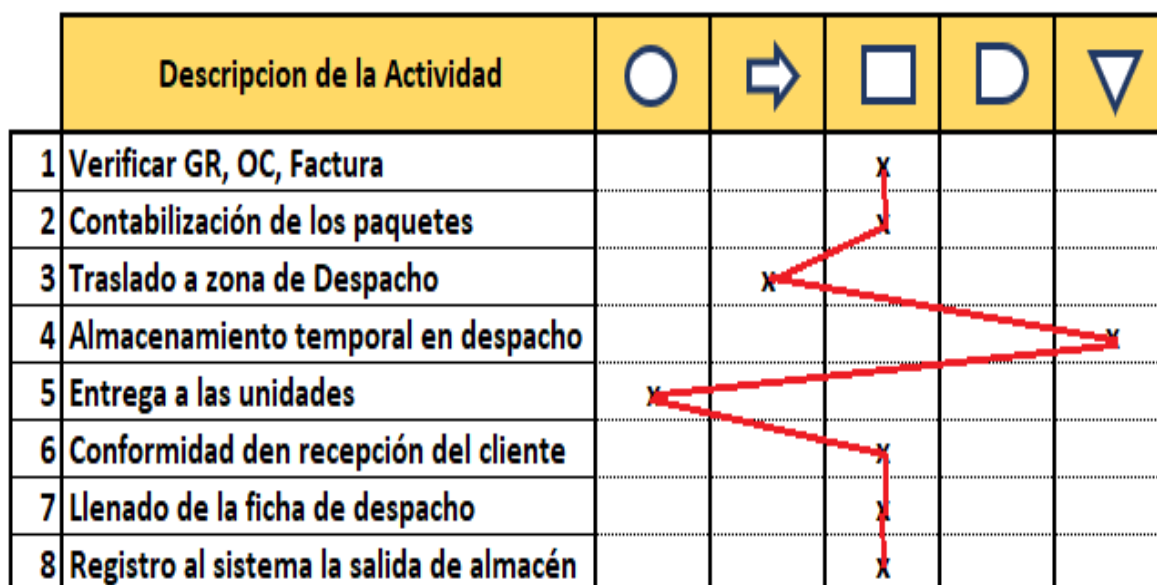 Descripcion de la Actividad
1 Verificar GR, OC, Factura X
2 Contabilización de los paquetes X
3 Traslado a zona de Despacho X
4 Almacenamiento temporal en despacho X
5 Entrega a las unidades X
6 Conformidad den recepción del cliente X
7 Llenado de la ficha de despacho X
8 Registro al sistema la salida de almacén X